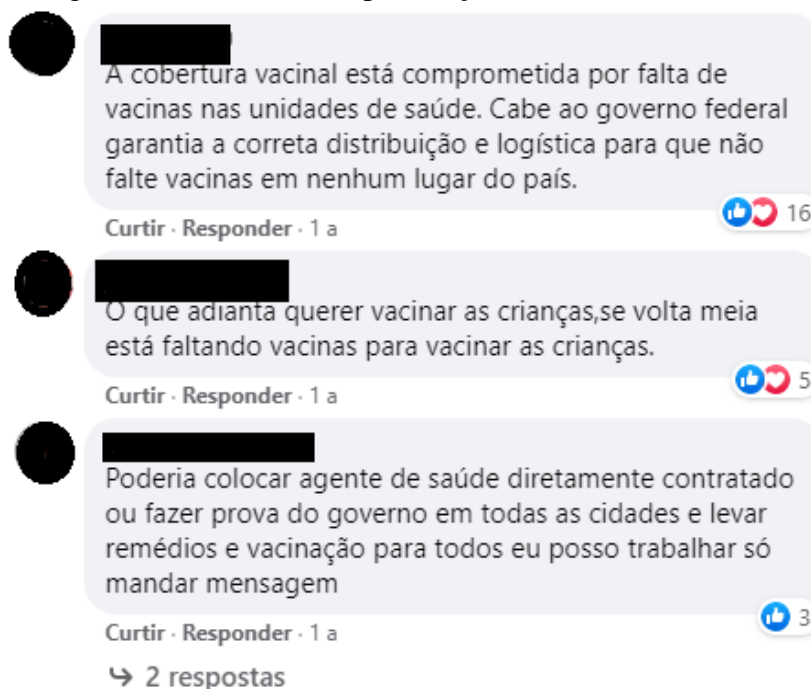 A cobertura vacinal está comprometida por falta de
vacinas nas unidades de saúde. Cabe ao governo federal
garantia a correta distribuição e logística para que não
falte vacinas em nenhum lugar do país.
16
Curtir · Responder · 1 a
O que adianta querer vacinar as crianças,se volta meia
está faltando vacinas para vacinar as crianças.
5
Curtir · Responder · 1 a
Poderia colocar agente de saúde diretamente contratado
ou fazer prova do governo em todas as cidades e levar
remédios e vacinação para todos eu posso trabalhar só
mandar mensagem
3
Curtir · Responder · 1 a
2 respostas